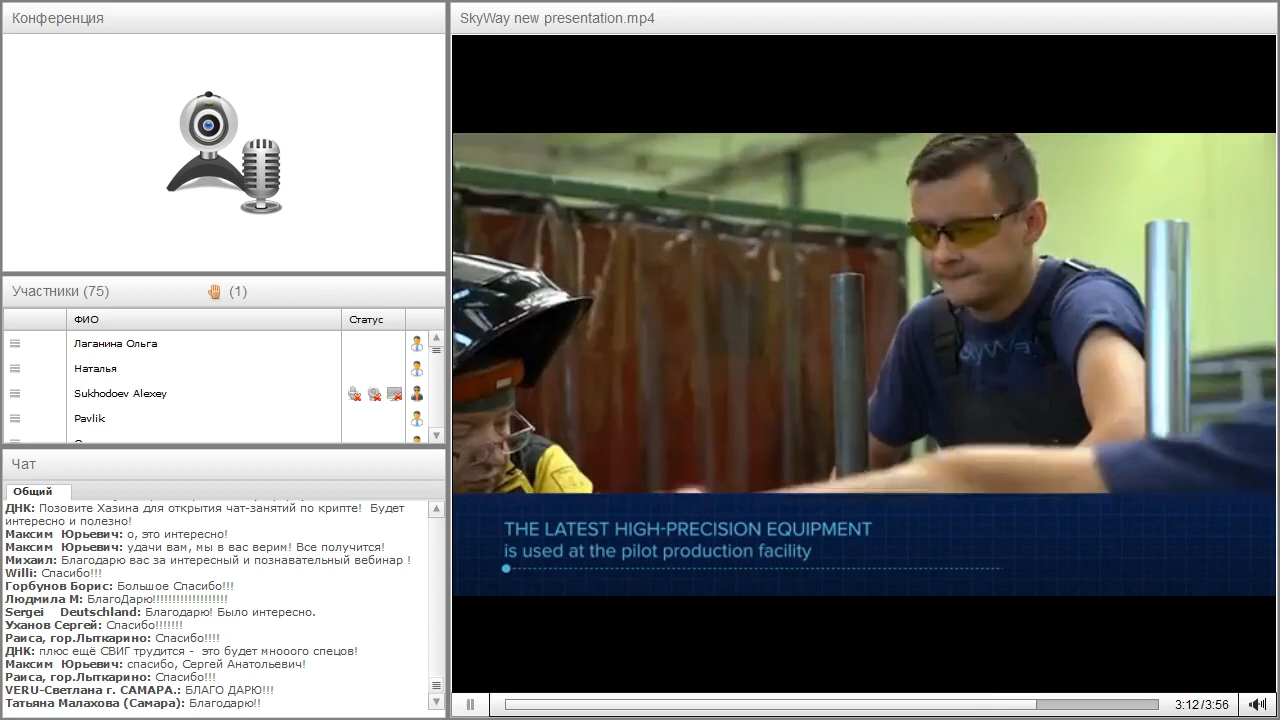 Конференция
SkyWay new presentation.mp4
Участники (75) (1)
ФИО Статус
Лаганина Ольга
Наталья
Sukhodoev Alexey
Pavlik
Чат
Общий
ДНК: Позовите Хазина для открытия чат-занятий по крипте! Будет
интересно и полезно!
Максим Юрьевич: о, это интересно!
Максим Юрьевич: удачи вам, мы в вас верим! Все получится!
Михаил: Благодарю вас за интересный и познавательный вебинар !
Willi: Спасибо!!!
Горбунов Борис: Большое Спасибо!!!
Людмила М: БлагоДарю!!!!!!!!!!!!!!!!!!!
Sergei Deutschland: Благодарю! Было интересно.
Уханов Сергей: Спасибо!!!!!!!
Раиса, гор.Лыткарино: Спасибо!!!!
ДНК: плюс ещё СВИГ трудится - это будет мнооого спецов!
Максим Юрьевич: спасибо, Сергей Анатольевич!
Раиса, гор.Лыткарино: Спасибо!!!
VERU-Светлана г. САМАРА.: БЛАГО ДАРЮ!!!
Татьяна Малахова (Самара): Благодарю!!
SkyWay
THE LATEST HIGH-PRECISION EQUIPMENT
is used at the pilot production facility
3:12/3:56